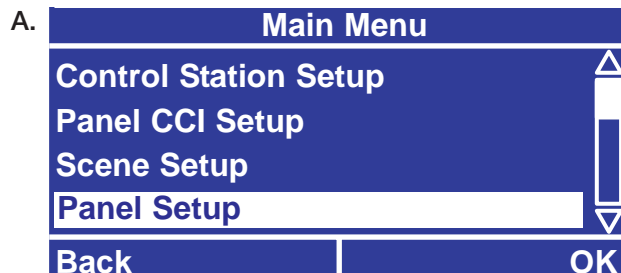 A.
Main Menu
Control Station Setup
Panel CCI Setup
Scene Setup
Panel Setup
Back OK